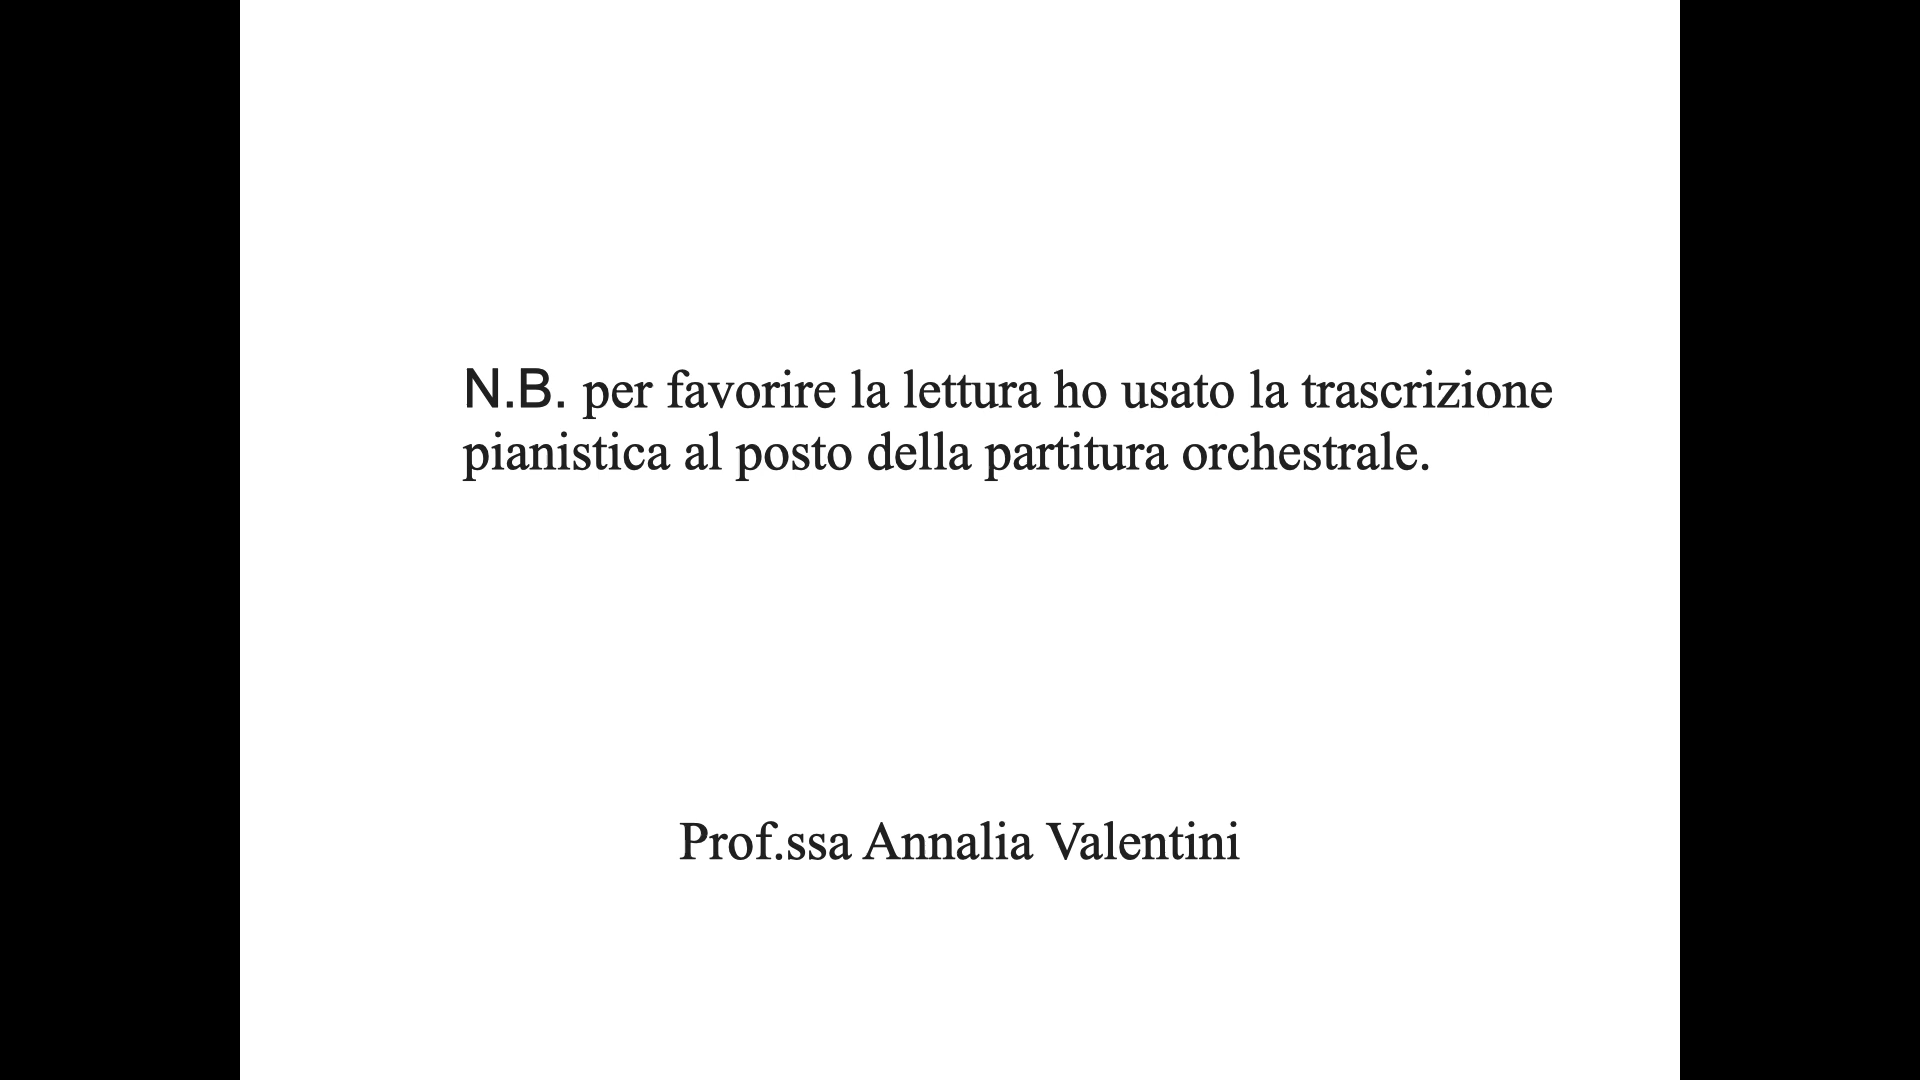 N.B. per favorire la lettura ho usato la trascrizione
pianistica al posto della partitura orchestrale.
Prof.ssa Annalia Valentini